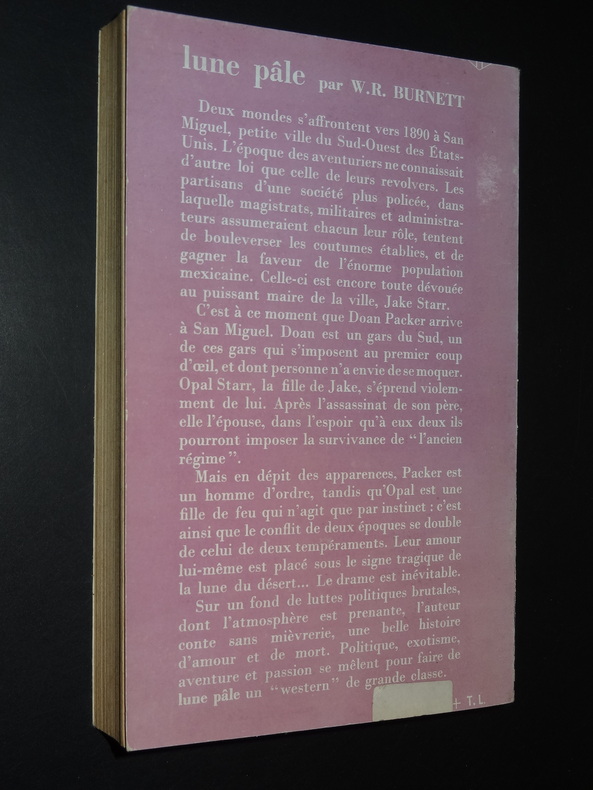 lune pâle par W.R. BURNETT
Deux mondes s'affrontent vers 1890 à San
Miguel, petite ville du Sud-Ouest des États-
Unis. L'époque des aventuriers ne connaissait
d'autre loi que celle de leurs revolvers. Les
partisans d'une société plus policée, dans
laquelle magistrats, militaires et administra-
teurs assumeraient chacun leur rôle, tentent
de bouleverser les coutumes établies, et de
gagner la faveur de l'énorme population
mexicaine. Celle-ci est encore toute dévouée
au puissant maire de la ville, Jake Starr.
C'est à ce moment que Doan Packer arrive
à San Miguel. Doan est un gars du Sud, un
de ces gars qui s'imposent au premier coup
d'œil, et dont personne n'a envie de se moquer.
Opal Starr, la fille de Jake, s'éprend violem-
ment de lui. Après l'assassinat de son père,
elle l'épouse, dans l'espoir qu'à eux deux ils
pourront imposer la survivance de "l'ancien
régime".
Mais en dépit des apparences, Packer est
un homme d'ordre, tandis qu'Opal est une
fille de feu qui n'agit que par instinct : c'est
ainsi que le conflit de deux époques se double
de celui de deux tempéraments. Leur amour
lui-même est placé sous le signe tragique de
la lune du désert... Le drame est inévitable.
Sur un fond de luttes politiques brutales,
dont l'atmosphère est prenante, l'auteur
conte sans mièvrerie, une belle histoire
d'amour et de mort. Politique, exotisme,
aventure et passion se mêlent pour faire de
lune pâle un "western" de grande classe.
+ T.L.